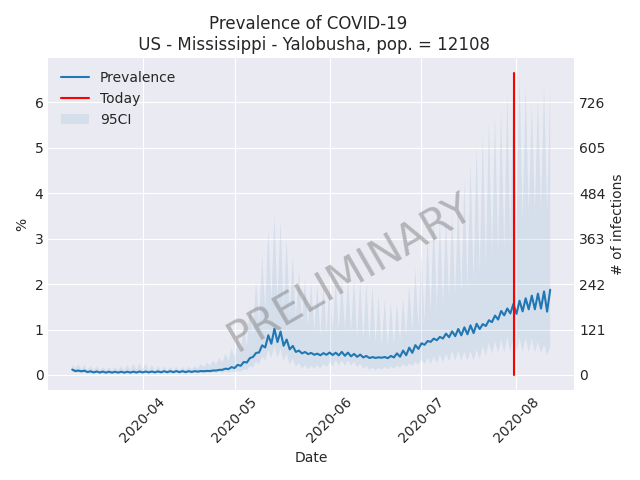 Prevalence of COVID-19
US - Mississippi - Yalobusha, pop. = 12108
Prevalence
Today
95CI
6
5
4
3
2
1
0
%
726
605
484
363
242
121
0
# of infections
PRELIMINARY
2020-04
2020-05
2020-06
2020-07
2020-08
Date